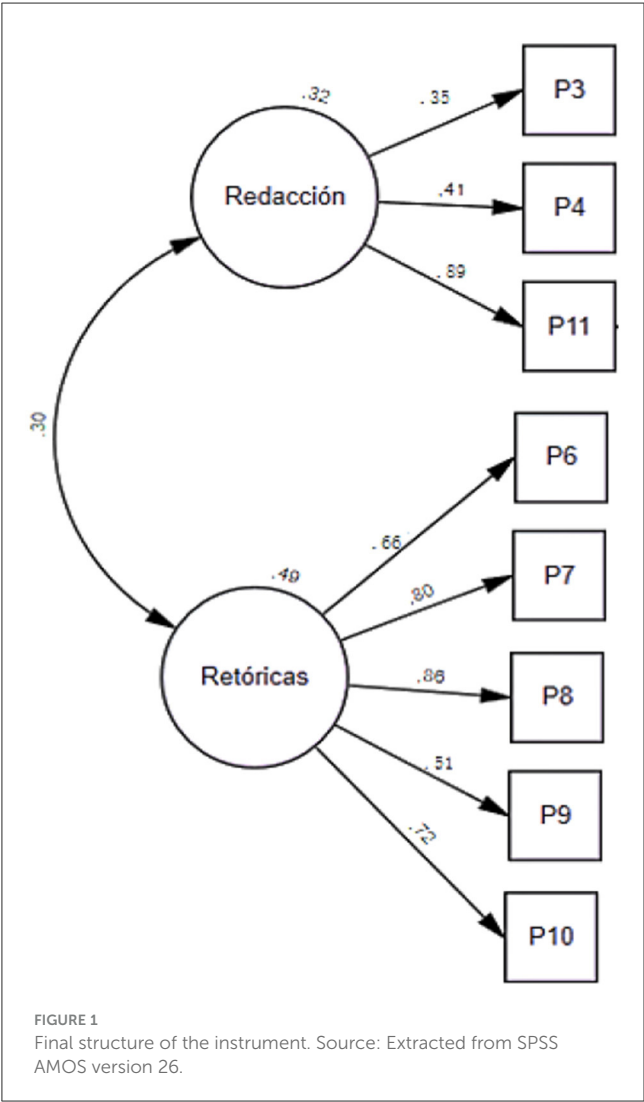 .32
.35
P3
Redacción
.41
P4
.89
P11
.30
P6
.66
.49
.80
P7
Retóricas
.86
P8
.51
P9
.72
P10
FIGURE 1
Final structure of the instrument. Source: Extracted from SPSS
AMOS version 26.